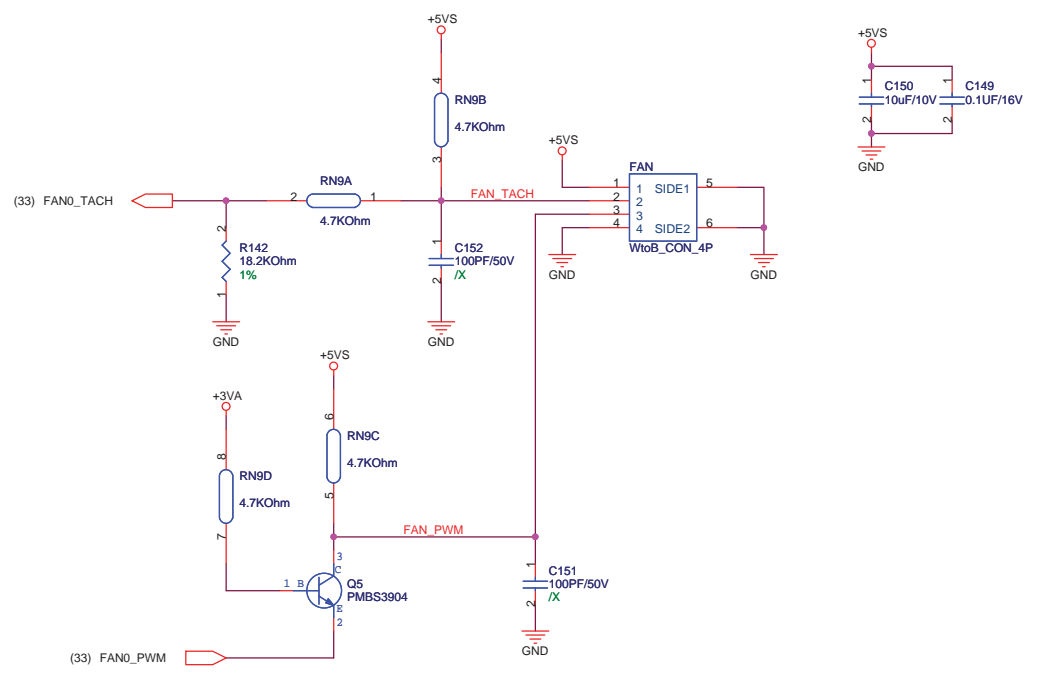 +5VS
4
RN9B
4.7KOhm
3
+5VS
1
C150
10uF/10V
2
1
C149
0.1UF/16V
2
GND
+5VS
FAN
1
2
3
4
1
2
3
4
SIDE1
SIDE2
5
6
WtoB_CON_4P
GND
GND
(33) FAN0_TACH
2
RN9A
1
4.7KOhm
FAN_TACH
2
R142
18.2KOhm
1%
1
GND
1
C152
100PF/50V
/X
2
GND
+5VS
6
RN9C
4.7KOhm
5
+3VA
8
RN9D
4.7KOhm
7
FAN_PWM
3
C
1 B
Q5
PMBS3904
E
2
1
C151
100PF/50V
/X
2
GND
(33) FAN0_PWM